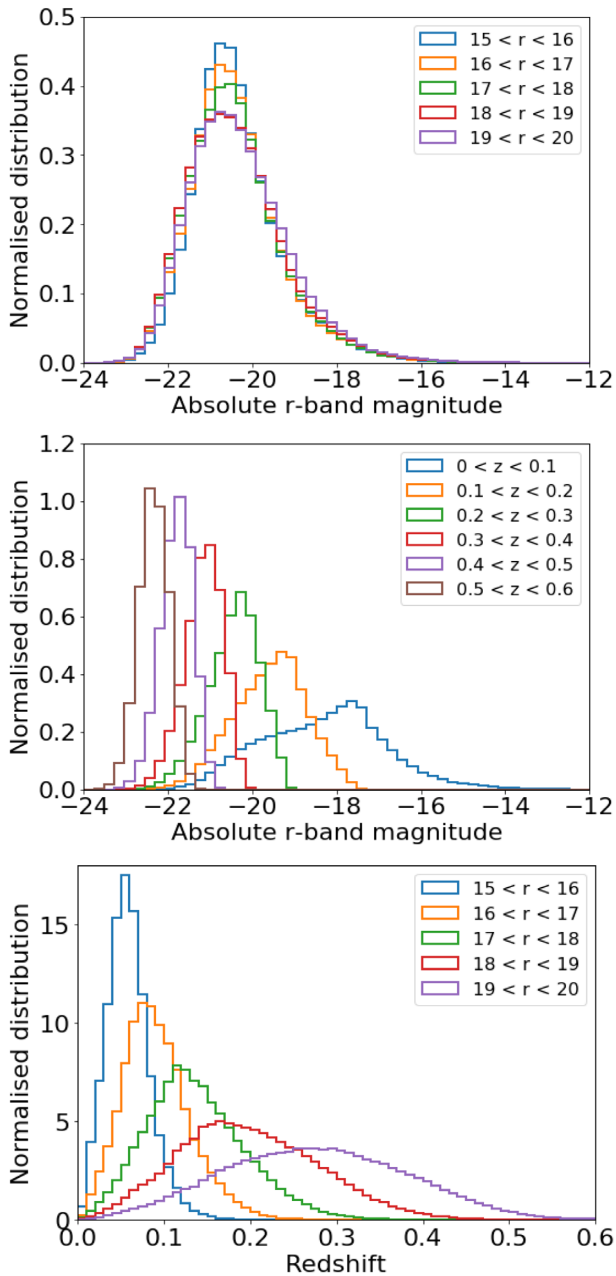 0.5
0.4
0.3
0.2
0.1
0.0
Normalised distribution
15 < r < 16
16 < r < 17
17 < r < 18
18 < r < 19
19 < r < 20
−24 −22 −20 −18 −16 −14 −12
Absolute r-band magnitude
1.2
1.0
0.8
0.6
0.4
0.2
0.0
Normalised distribution
0 < z < 0.1
0.1 < z < 0.2
0.2 < z < 0.3
0.3 < z < 0.4
0.4 < z < 0.5
0.5 < z < 0.6
−24 −22 −20 −18 −16 −14 −12
Absolute r-band magnitude
15
10
5
0
Normalised distribution
15 < r < 16
16 < r < 17
17 < r < 18
18 < r < 19
19 < r < 20
0.0 0.1 0.2 0.3 0.4 0.5 0.6
Redshift